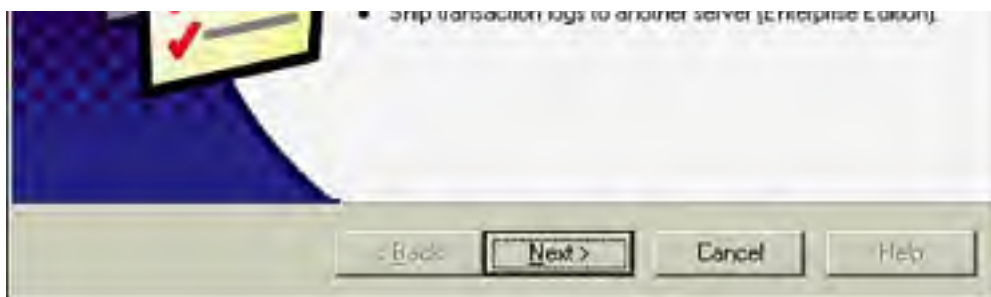 • Ship transaction logs to another server [Enterprise Edition].
< Back
Next >
Cancel
Help